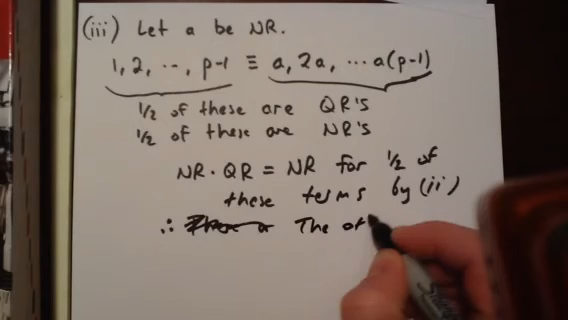 (iii) Let a be NR.
1, 2, ..., p-1 ≡ a, 2a, ... a(p-1)
1/2 of these are QR's
1/2 of these are NR's
NR · QR = NR for 1/2 of
these terms by (ii)
∴ The ot